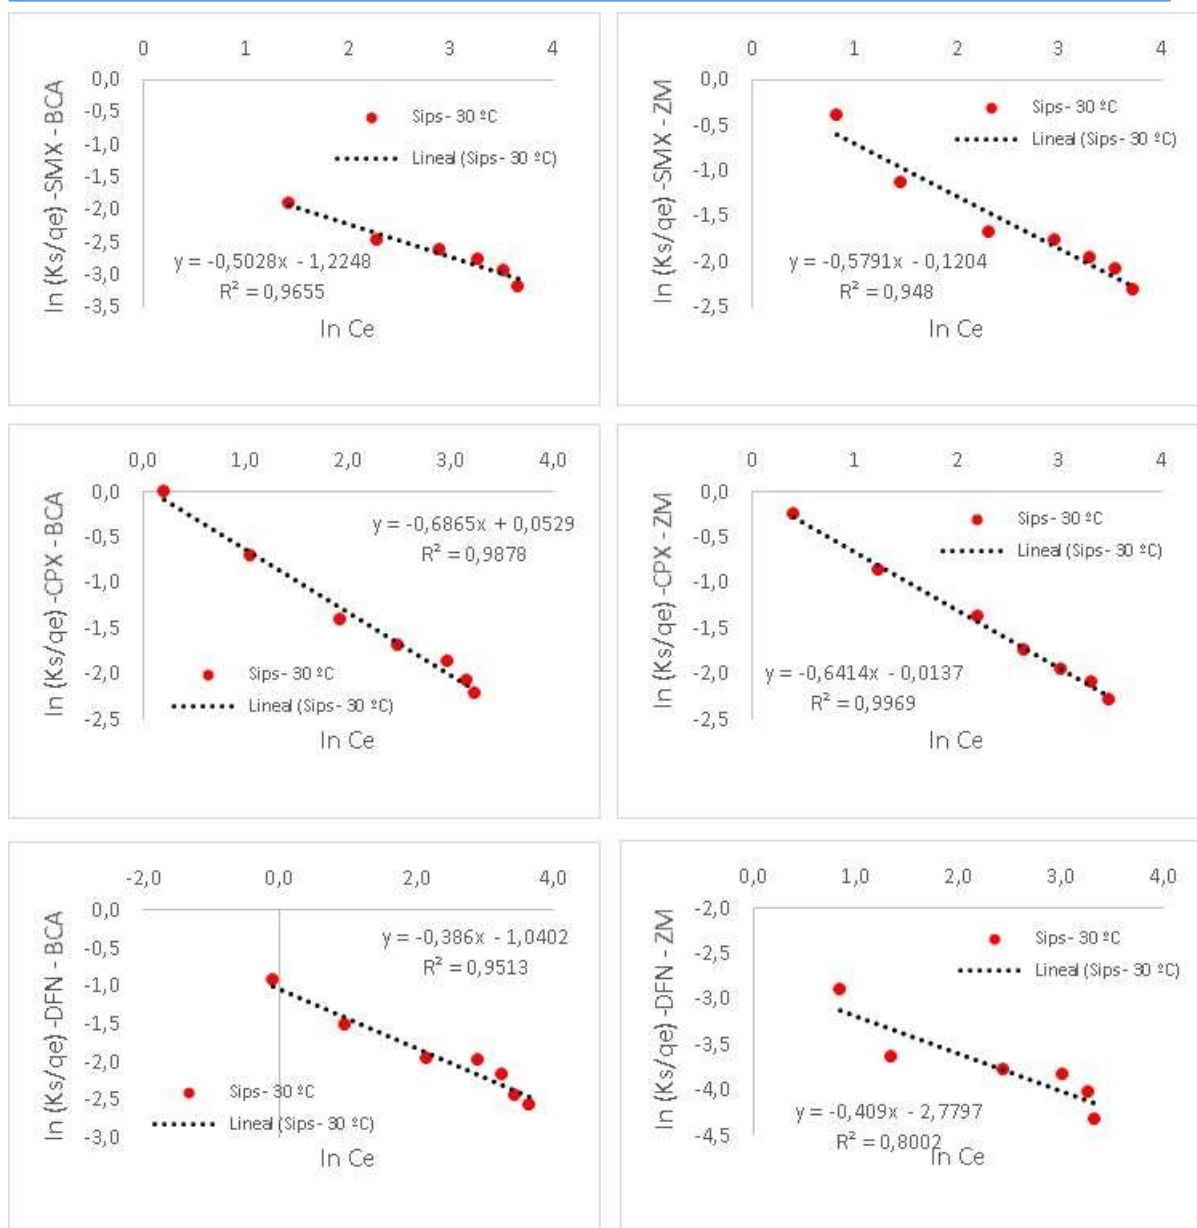 0 1 2 3 4
0,0
-0,5
-1,0
-1,5
-2,0
-2,5
-3,0
-3,5
ln (Ks/qe) -SMX - BCA
Sips- 30 ºC
Lineal (Sips- 30 ºC)
y = -0,5028x - 1,2248
R² = 0,9655
ln Ce
0 1 2 3 4
0,0
-0,5
-1,0
-1,5
-2,0
-2,5
ln (Ks/qe) -SMX - ZM
Sips- 30 ºC
Lineal (Sips- 30 ºC)
y = -0,5791x - 0,1204
R² = 0,948
ln Ce
0,0 1,0 2,0 3,0 4,0
0,0
-0,5
-1,0
-1,5
-2,0
-2,5
ln (Ks/qe) -CPX - BCA
y = -0,6865x + 0,0529
R² = 0,9878
Sips- 30 ºC
Lineal (Sips- 30 ºC)
ln Ce
0 1 2 3 4
0,0
-0,5
-1,0
-1,5
-2,0
-2,5
ln (Ks/qe) -CPX - ZM
Sips- 30 ºC
Lineal (Sips- 30 ºC)
y = -0,6414x - 0,0137
R² = 0,9969
ln Ce
-2,0 0,0 2,0 4,0
0,0
-0,5
-1,0
-1,5
-2,0
-2,5
-3,0
ln (Ks/qe) -DFN - BCA
y = -0,386x - 1,0402
R² = 0,9513
Sips- 30 ºC
Lineal (Sips- 30 ºC)
ln Ce
0,0 1,0 2,0 3,0 4,0
-2,0
-2,5
-3,0
-3,5
-4,0
-4,5
ln (Ks/qe) -DFN - ZM
Sips- 30 ºC
Lineal (Sips- 30 ºC)
y = -0,409x - 2,7797
R² = 0,8002
ln Ce